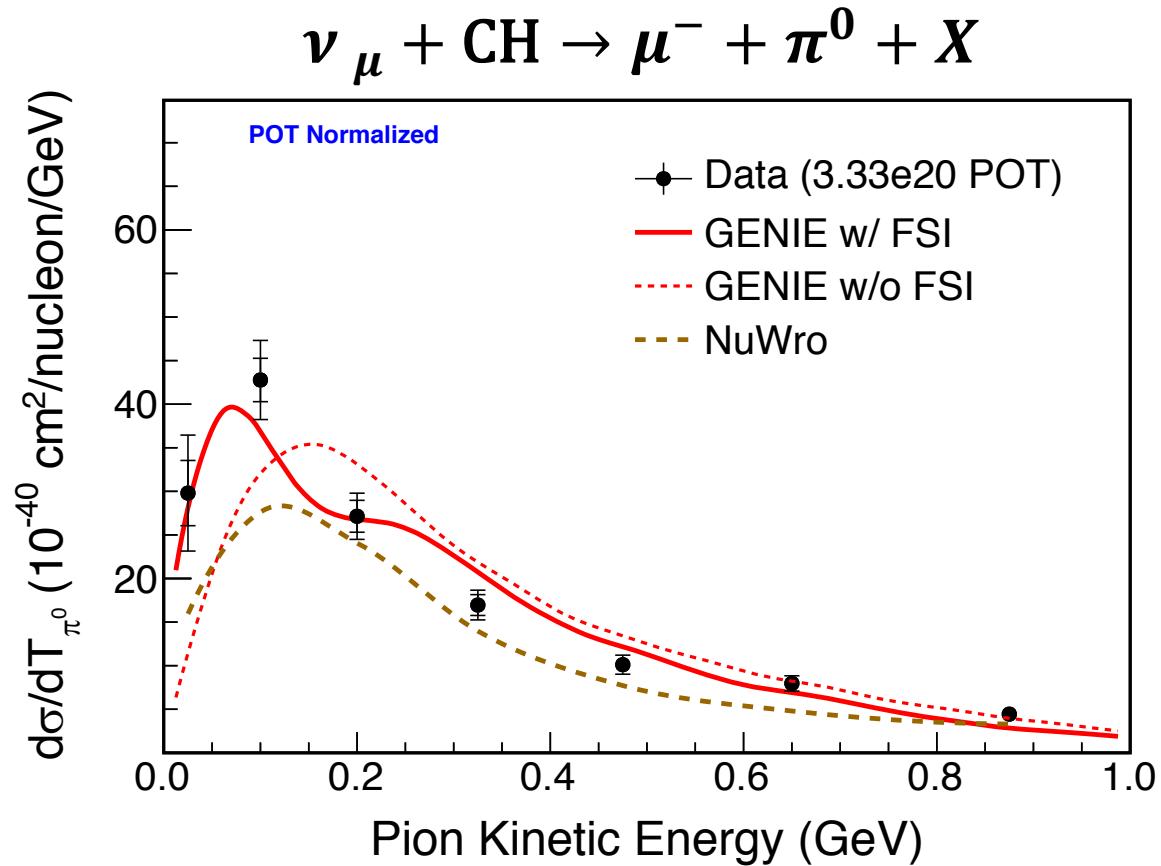 ν μ + CH → μ⁻ + π⁰ + X
POT Normalized
Data (3.33e20 POT)
GENIE w/ FSI
GENIE w/o FSI
NuWro
dσ/dT_π⁰ (10⁻⁴⁰ cm²/nucleon/GeV)
60
40
20
0.0 0.2 0.4 0.6 0.8 1.0
Pion Kinetic Energy (GeV)